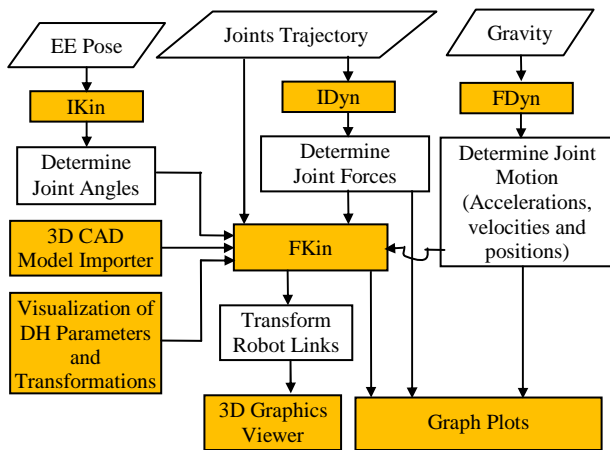 EE Pose
Joints Trajectory
Gravity
IKin
IDyn
FDyn
Determine
Joint Angles
Determine
Joint Forces
Determine Joint
Motion
(Accelerations,
velocities and
positions)
3D CAD
Model Importer
FKin
Visualization of
DH Parameters
and
Transformations
Transform
Robot Links
3D Graphics
Viewer
Graph Plots